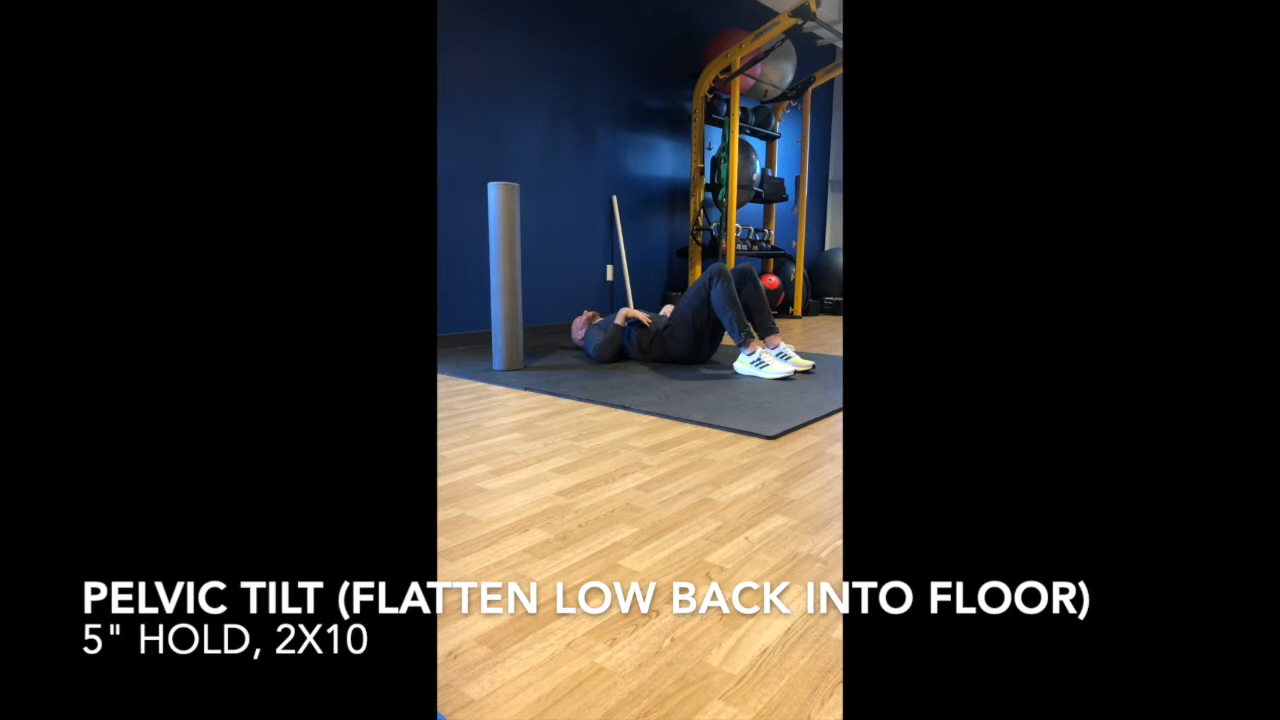 PELVIC TILT (FLATTEN LOW BACK INTO FLOOR)
5" HOLD, 2X10